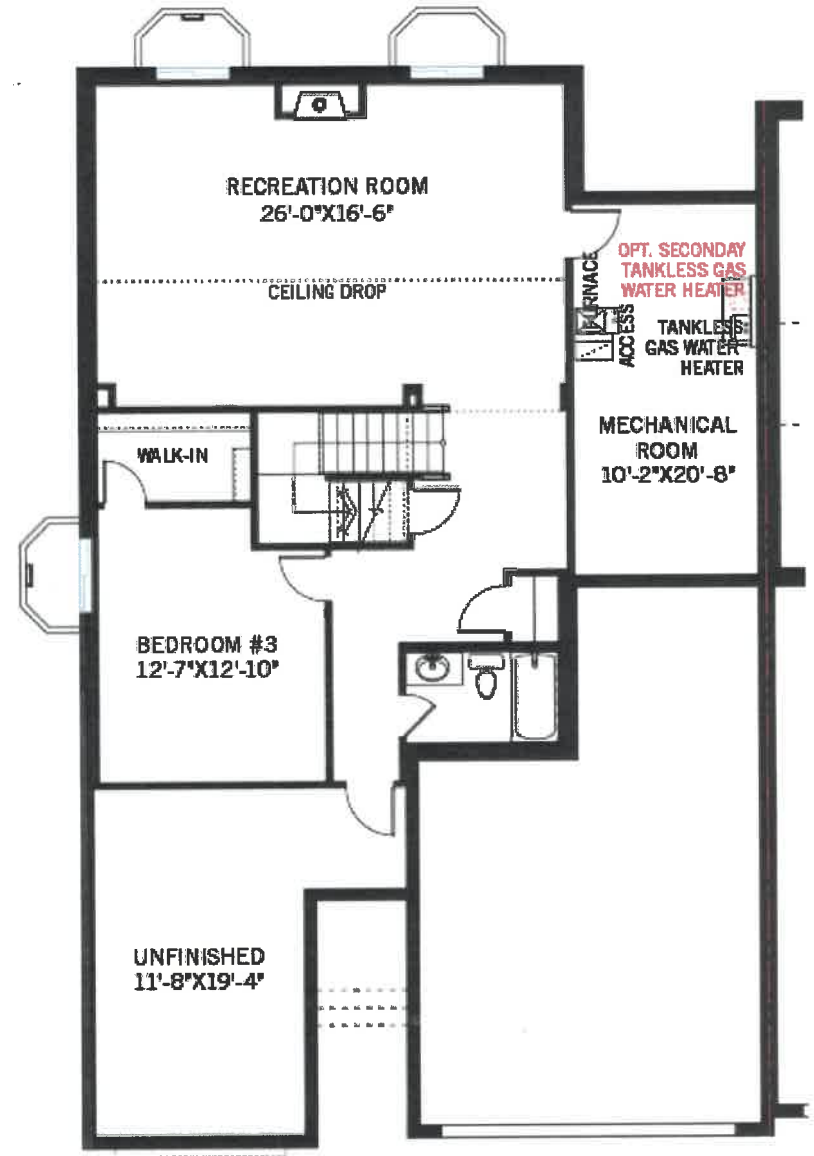 RECREATION ROOM
26'-0"X16'-6"
CEILING DROP
OPT. SECONDAY
TANKLESS GAS
WATER HEATER
FURNACE
ACCESS
TANKLESS
GAS WATER
HEATER
MECHANICAL
ROOM
10'-2"X20'-8"
WALK-IN
BEDROOM #3
12'-7"X12'-10"
UNFINISHED
11'-8"X19'-4"